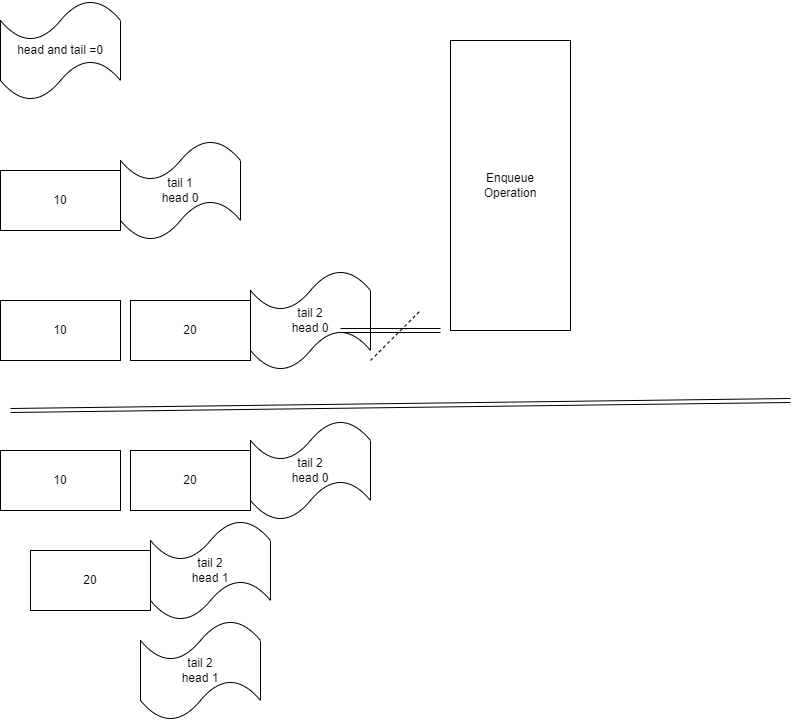 head and tail =0
10
tail 1
head 0
Enqueue
Operation
10
20
tail 2
head 0
10
20
tail 2
head 0
20
tail 2
head 1
tail 2
head 1